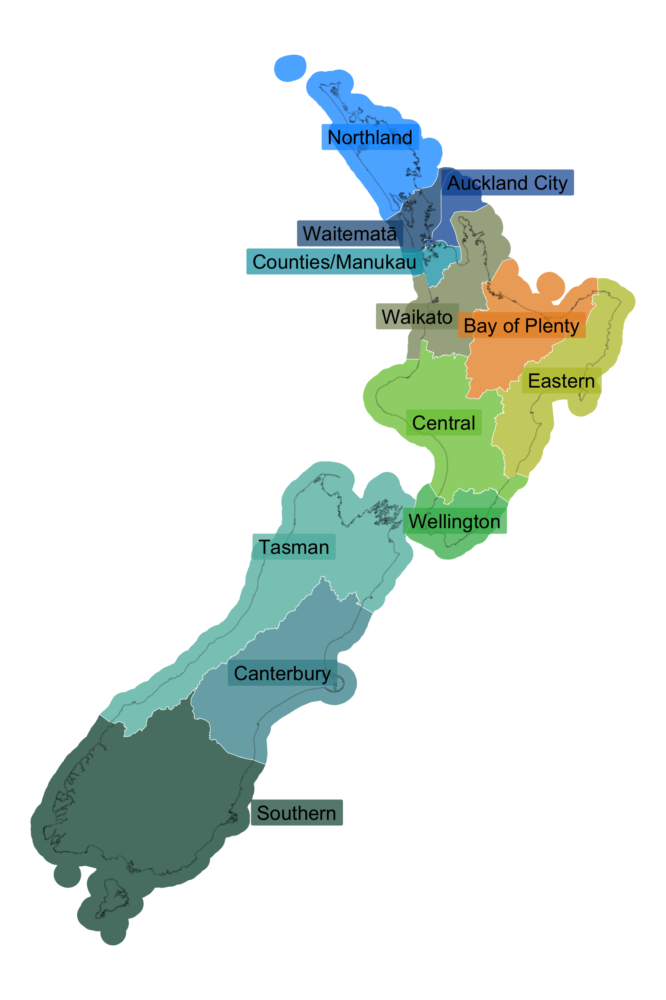 Northland
Auckland City
Waitematā
Counties/Manukau
Waikato
Bay of Plenty
Eastern
Central
Wellington
Tasman
Canterbury
Southern